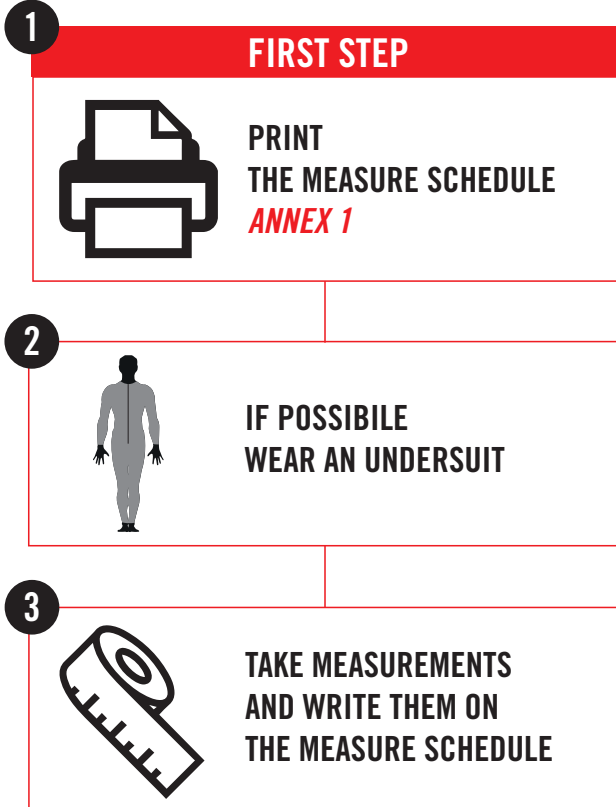 1
FIRST STEP
PRINT
THE MEASURE SCHEDULE
ANNEX 1
2
IF POSSIBILE
WEAR AN UNDERSUIT
3
TAKE MEASUREMENTS
AND WRITE THEM ON
THE MEASURE SCHEDULE